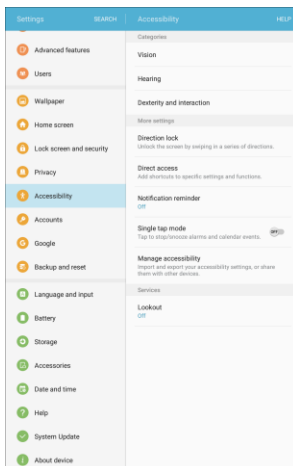 Settings
SEARCH
Advanced features
Users
Wallpaper
Home screen
Lock screen and security
Privacy
Accessibility
Accounts
Google
Backup and reset
Language and input
Battery
Storage
Accessories
Date and time
Help
System Update
About device
Accessibility
HELP
Categories
Vision
Hearing
Dexterity and interaction
More settings
Direction lock
Unlock the screen by swiping in a series of directions.
Direct access
Add shortcuts to specific settings and functions.
Notification reminder
Off
Single tap mode
Tap to stop/snooze alarms and calendar events.
OFF
Manage accessibility
Import and export your accessibility settings, or share
them with other devices.
Services
Lookout
Off